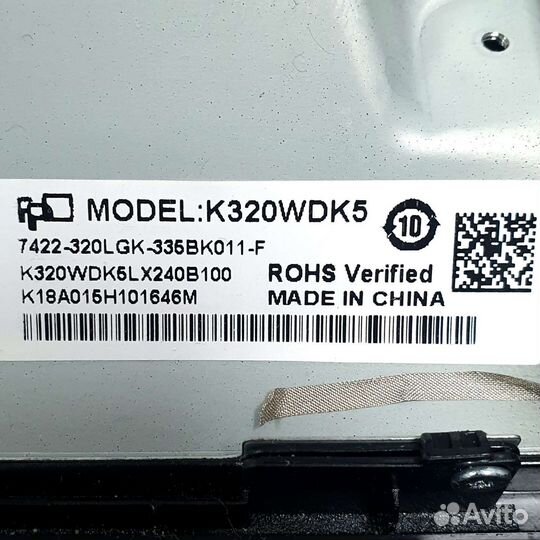 MODEL:K320WDK5
10
7422-320LGK-335BK011-F
K320WDK5LX240B100
K18A015H101646M
ROHS Verified
MADE IN CHINA
Avito